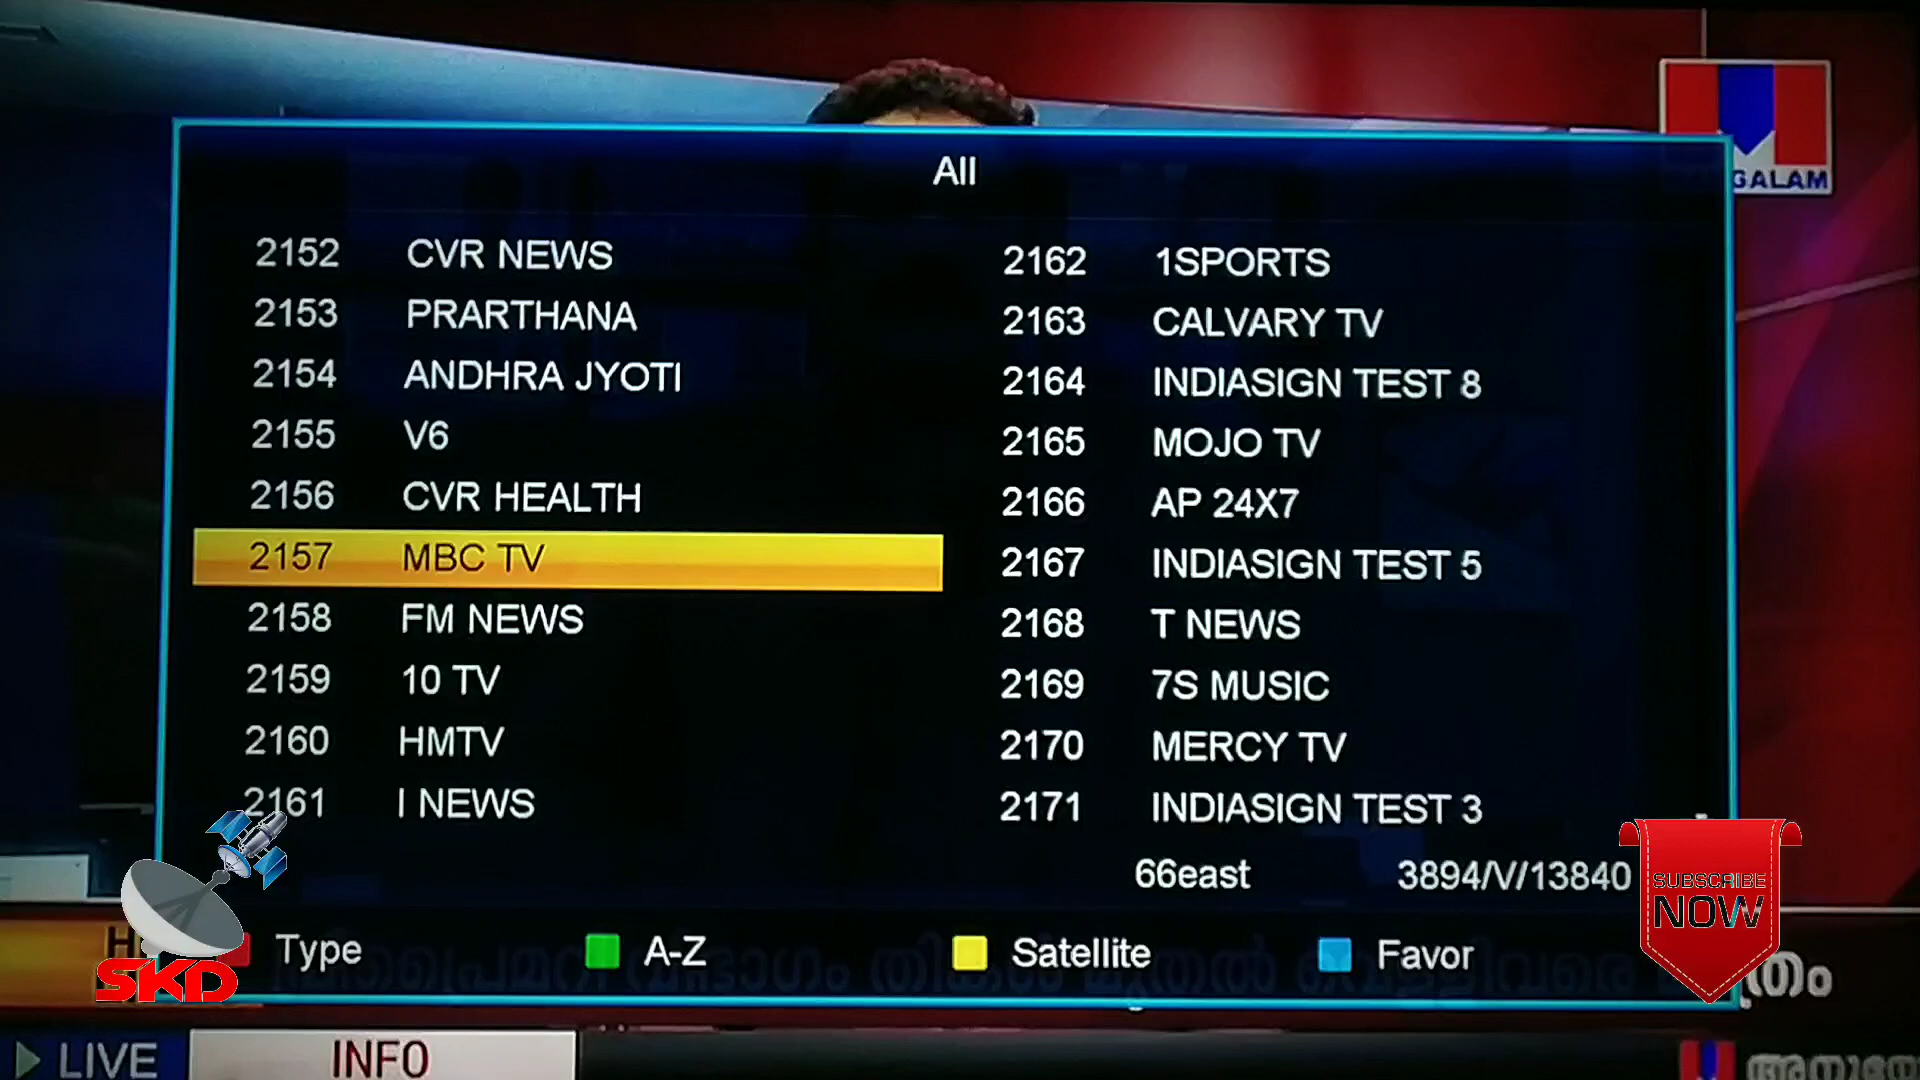 GALAM
All
2152 CVR NEWS
2153 PRARTHANA
2154 ANDHRA JYOTI
2155 V6
2156 CVR HEALTH
2157 MBC TV
2158 FM NEWS
2159 10 TV
2160 HMTV
2161 I NEWS
2162 1SPORTS
2163 CALVARY TV
2164 INDIASIGN TEST 8
2165 MOJO TV
2166 AP 24X7
2167 INDIASIGN TEST 5
2168 T NEWS
2169 7S MUSIC
2170 MERCY TV
2171 INDIASIGN TEST 3
66east 3894/V/13840
SUBSCRIBE
NOW
Type A-Z Satellite Favor
SKD
LIVE INFO